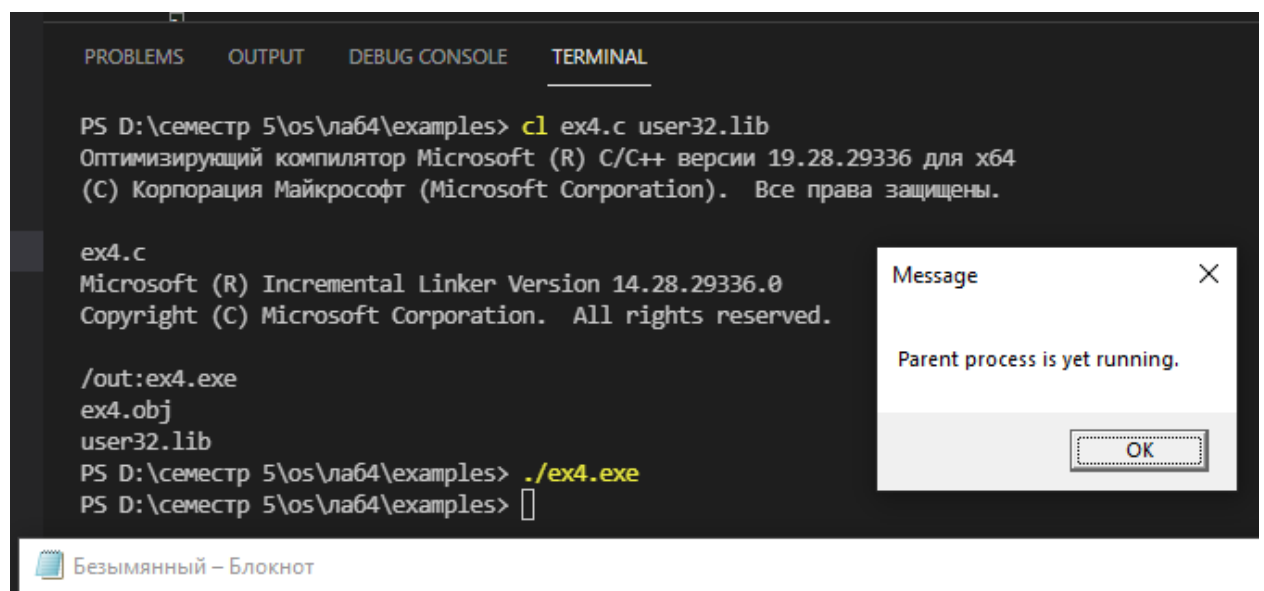 PROBLEMS OUTPUT DEBUG CONSOLE TERMINAL
PS D:\семестр 5\os\лаб4\examples> cl ex4.c user32.lib
Оптимизирующий компилятор Microsoft (R) C/C++ версии 19.28.29336 для x64
(C) Корпорация Майкрософт (Microsoft Corporation).  Все права защищены.
ex4.c
Microsoft (R) Incremental Linker Version 14.28.29336.0
Copyright (C) Microsoft Corporation.  All rights reserved.
/out:ex4.exe
ex4.obj
user32.lib
PS D:\семестр 5\os\лаб4\examples> ./ex4.exe
PS D:\семестр 5\os\лаб4\examples>
Message
Parent process is yet running.
OK
Безымянный – Блокнот